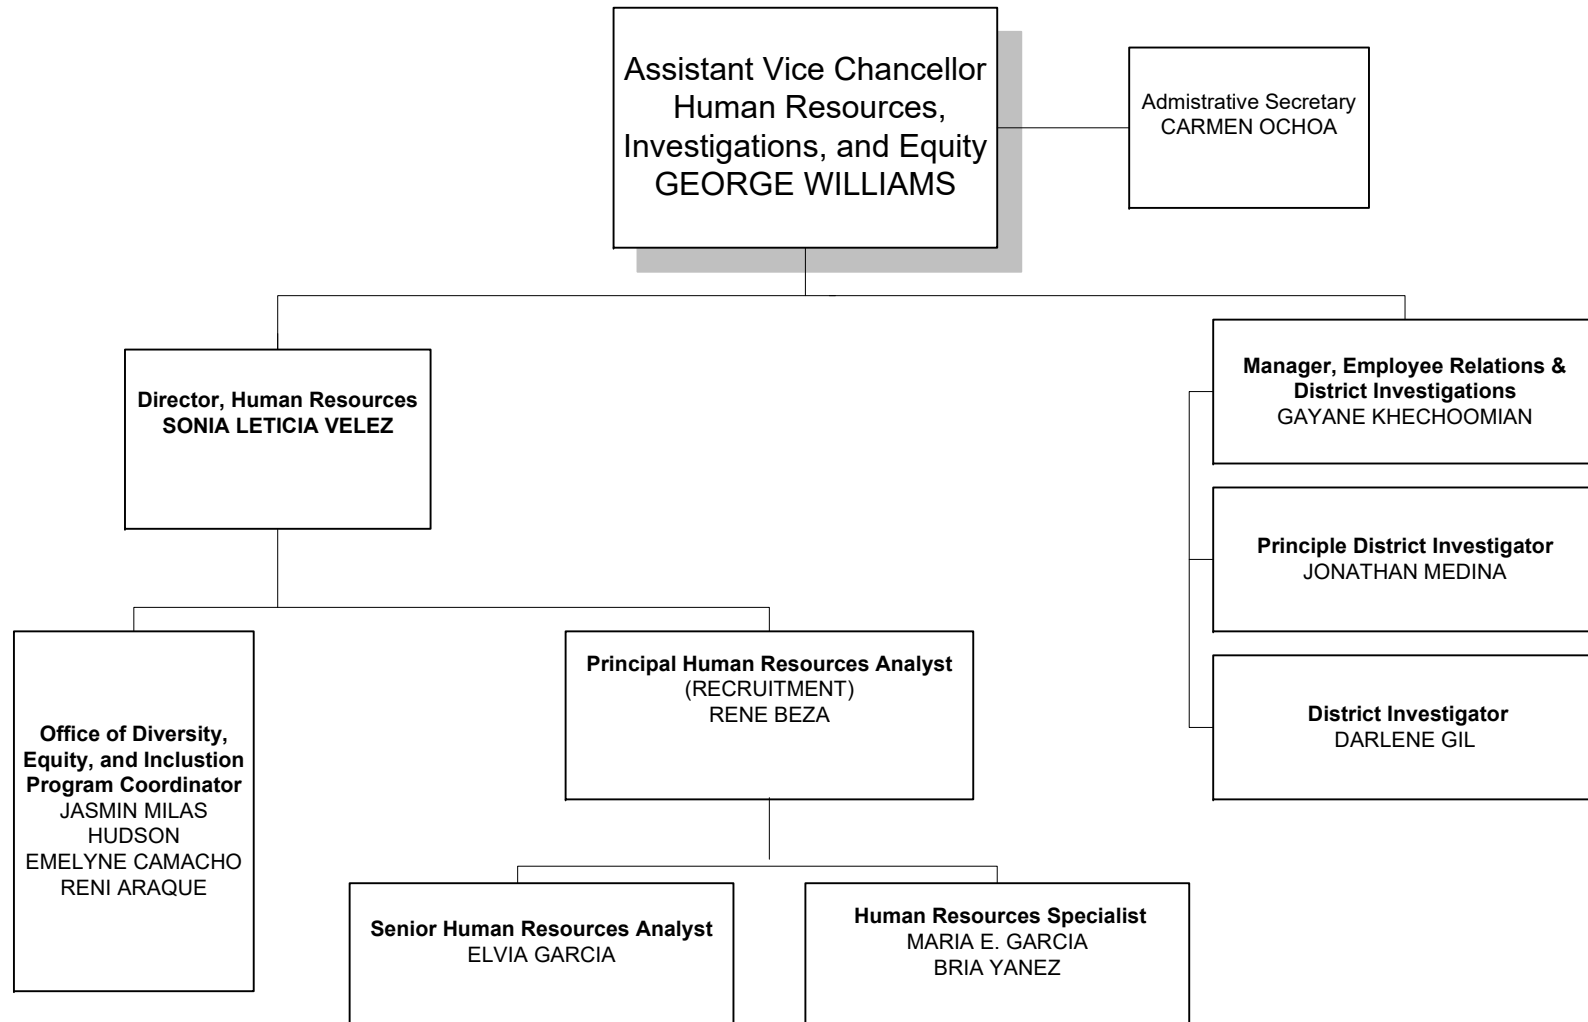 Assistant Vice Chancellor
Human Resources,
Investigations, and Equity
GEORGE WILLIAMS
Admistrative Secretary
CARMEN OCHOA
Director, Human Resources
SONIA LETICIA VELEZ
Manager, Employee Relations &
District Investigations
GAYANE KHECHOOMIAN
Principle District Investigator
JONATHAN MEDINA
District Investigator
DARLENE GIL
Office of Diversity,
Equity, and Inclustion
Program Coordinator
JASMIN MILAS
HUDSON
EMELYNE CAMACHO
RENI ARAQUE
Principal Human Resources Analyst
(RECRUITMENT)
RENE BEZA
Senior Human Resources Analyst
ELVIA GARCIA
Human Resources Specialist
MARIA E. GARCIA
BRIA YANEZ